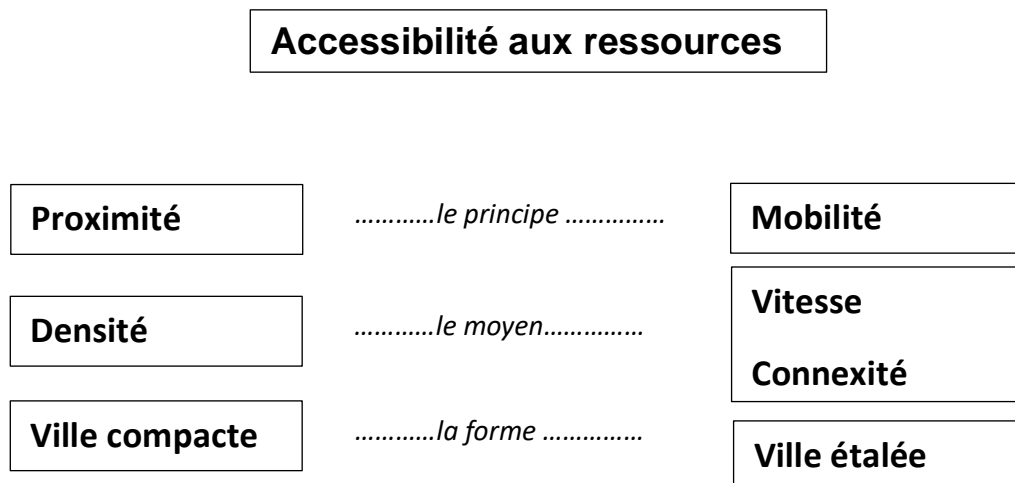 Accessibilité aux ressources
Proximité …………le principe …………… Mobilité
Densité …………le moyen…………… Vitesse
Connexité
Ville compacte …………la forme …………… Ville étalée